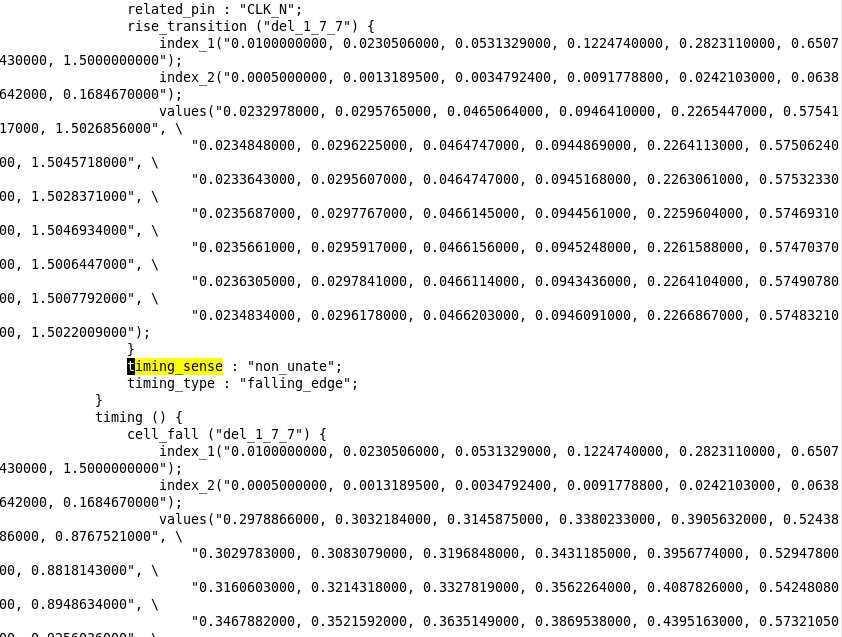 related_pin : "CLK_N";
rise_transition ("del_1_7_7") {
index_1("0.0100000000, 0.0230506000, 0.0531329000, 0.1224740000, 0.2823110000, 0.6507
430000, 1.5000000000");
index_2("0.0005000000, 0.0013189500, 0.0034792400, 0.0091778800, 0.0242103000, 0.0638
642000, 0.1684670000");
values("0.0232978000, 0.0295765000, 0.0465064000, 0.0946410000, 0.2265447000, 0.57541
17000, 1.5026856000", \
"0.0234848000, 0.0296225000, 0.0464747000, 0.0944869000, 0.2264113000, 0.57506240
00, 1.5045718000", \
"0.0233643000, 0.0295607000, 0.0464747000, 0.0945168000, 0.2263061000, 0.57532330
00, 1.5028371000", \
"0.0235687000, 0.0297767000, 0.0466145000, 0.0944561000, 0.2259604000, 0.57469310
00, 1.5046934000", \
"0.0235661000, 0.0295917000, 0.0466156000, 0.0945248000, 0.2261588000, 0.57470370
00, 1.5006447000", \
"0.0236305000, 0.0297841000, 0.0466114000, 0.0943436000, 0.2264104000, 0.57490780
00, 1.5007792000", \
"0.0234834000, 0.0296178000, 0.0466203000, 0.0946091000, 0.2266867000, 0.57483210
00, 1.5022009000");
}
timing_sense : "non_unate";
timing_type : "falling_edge";
}
timing () {
cell_fall ("del_1_7_7") {
index_1("0.0100000000, 0.0230506000, 0.0531329000, 0.1224740000, 0.2823110000, 0.6507
430000, 1.5000000000");
index_2("0.0005000000, 0.0013189500, 0.0034792400, 0.0091778800, 0.0242103000, 0.0638
642000, 0.1684670000");
values("0.2978866000, 0.3032184000, 0.3145875000, 0.3380233000, 0.3905632000, 0.52438
86000, 0.8767521000", \
"0.3029783000, 0.3083079000, 0.3196848000, 0.3431185000, 0.3956774000, 0.52947800
00, 0.8818143000", \
"0.3160603000, 0.3214318000, 0.3327819000, 0.3562264000, 0.4087826000, 0.54248080
00, 0.8948634000", \
"0.3467882000, 0.3521592000, 0.3635149000, 0.3869538000, 0.4395163000, 0.57321050